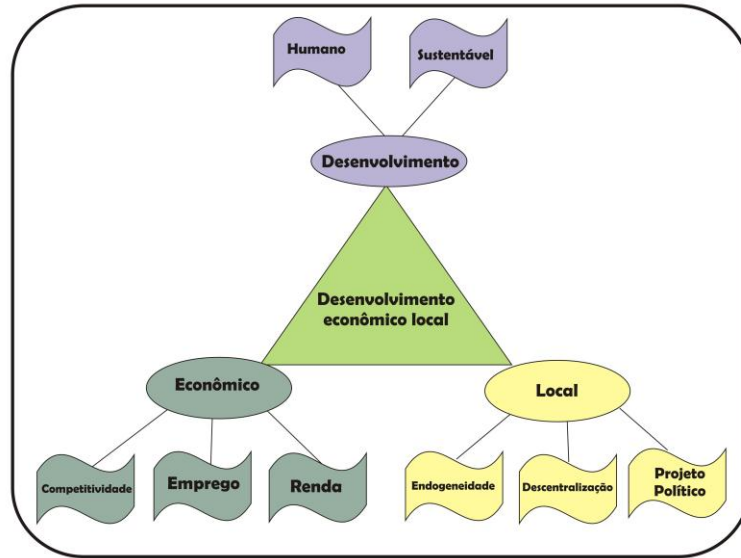 Humano
Sustentável
Desenvolvimento
Desenvolvimento
econômico local
Econômico
Local
Competitividade
Emprego
Renda
Endogeneidade
Descentralização
Projeto
Político